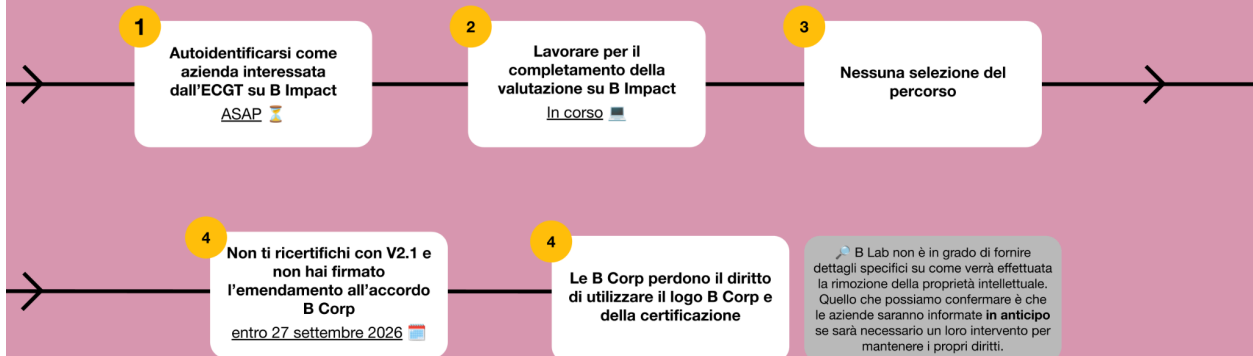 1
Autoidentificarsi come
azienda interessata
dall'ECGT su B Impact
ASAP ⏳
2
Lavorare per il
completamento della
valutazione su B Impact
In corso 💻
3
Nessuna selezione del
percorso
4
Non ti ricertifichi con V2.1 e
non hai firmato
l'emendamento all'accordo
B Corp
entro 27 settembre 2026 🗓️
4
Le B Corp perdono il diritto
di utilizzare il logo B Corp e
della certificazione
🔎 B Lab non è in grado di fornire
dettagli specifici su come verrà effettuata
la rimozione della proprietà intellettuale.
Quello che possiamo confermare è che
le aziende saranno informate in anticipo
se sarà necessario un loro intervento per
mantenere i propri diritti.